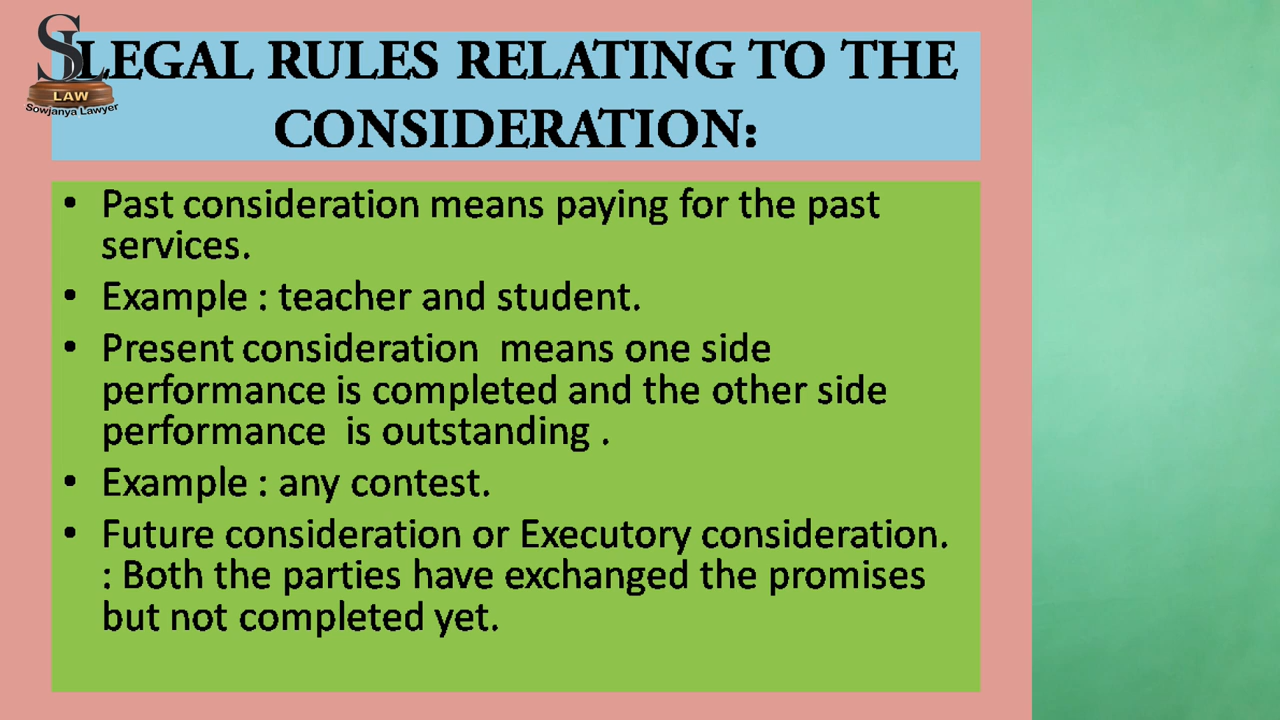 SL
LAW
Sowjanya Lawyer
LEGAL RULES RELATING TO THE
CONSIDERATION:
• Past consideration means paying for the past
services.
• Example : teacher and student.
• Present consideration means one side
performance is completed and the other side
performance is outstanding .
• Example : any contest.
• Future consideration or Executory consideration.
: Both the parties have exchanged the promises
but not completed yet.